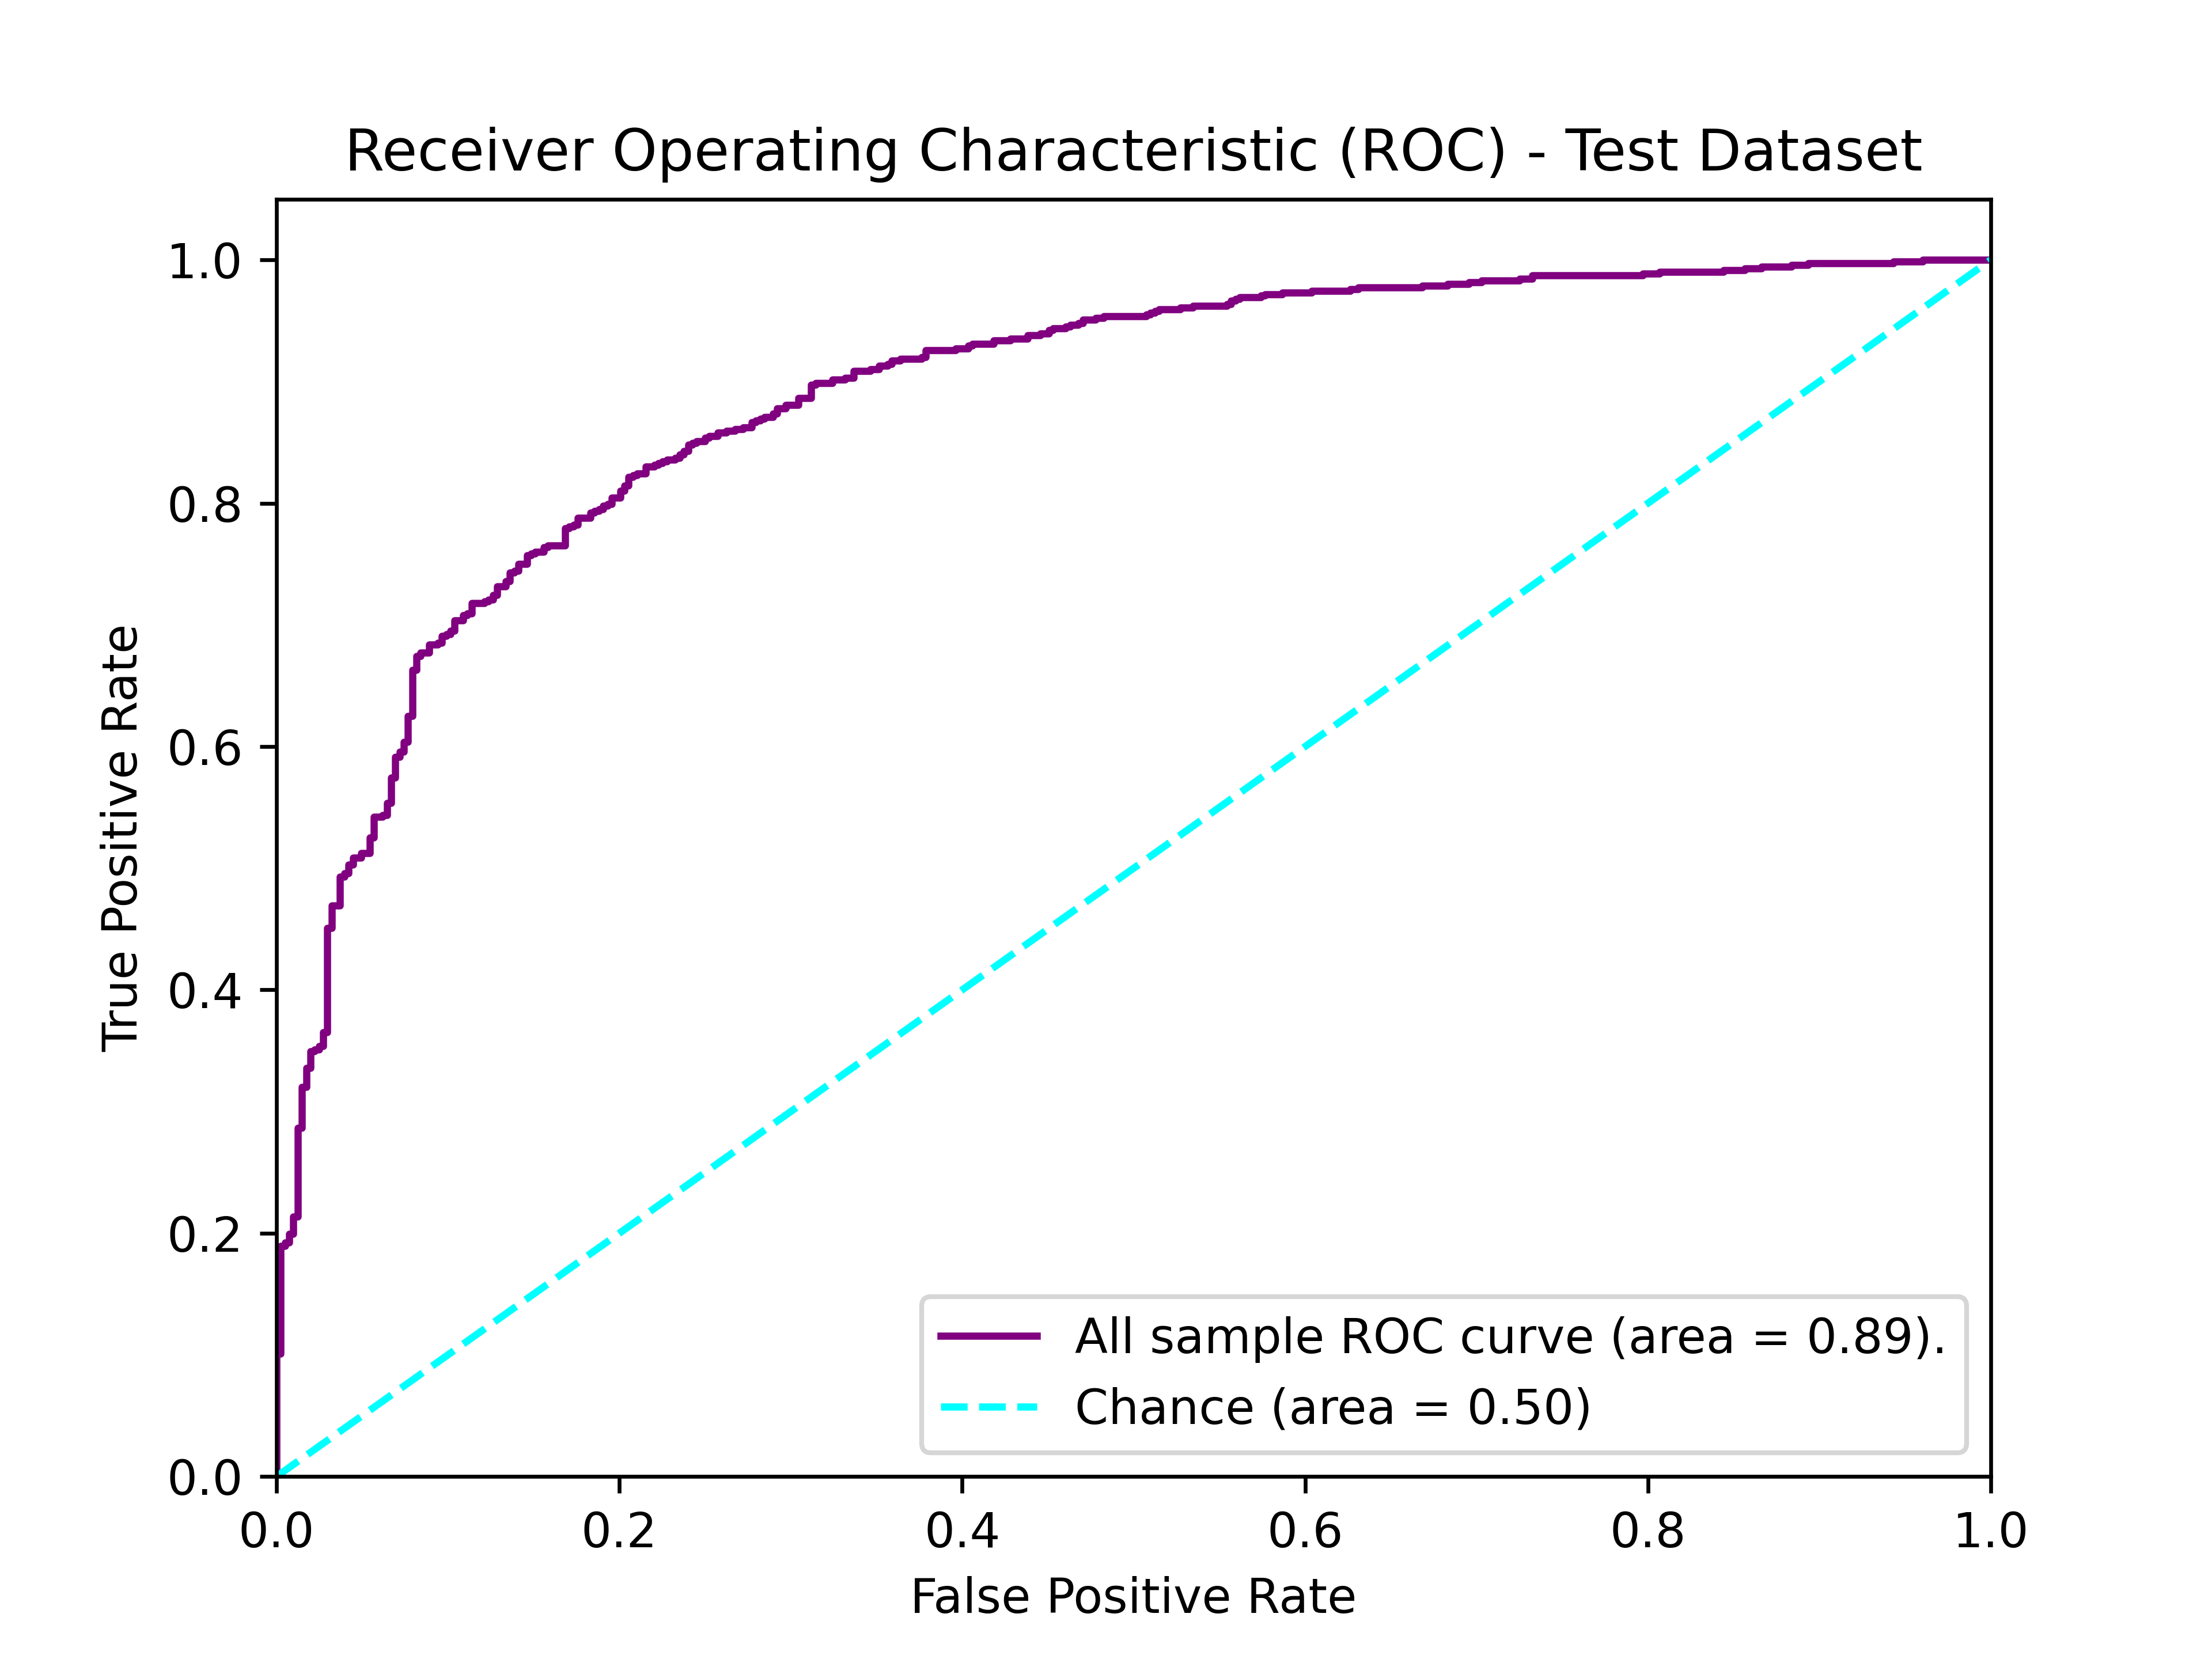 Receiver Operating Characteristic (ROC) - Test Dataset
1.0
0.8
0.6
0.4
0.2
0.0
True Positive Rate
All sample ROC curve (area = 0.89).
Chance (area = 0.50)
0.0 0.2 0.4 0.6 0.8 1.0
False Positive Rate